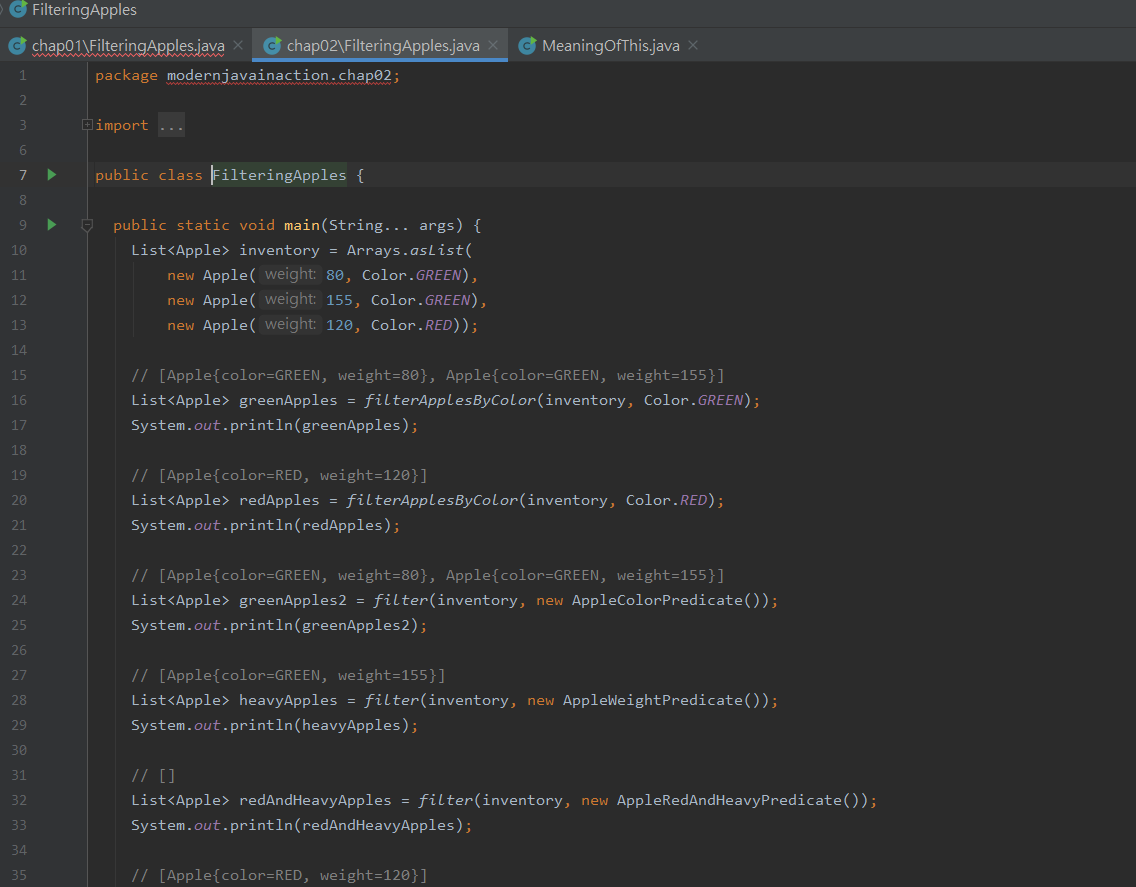 FilteringApples
chap01\FilteringApples.java chap02\FilteringApples.java MeaningOfThis.java
1 package modernjavainaction.chap02;
2
3 import ...
6
7 public class FilteringApples {
8
9 public static void main(String... args) {
10 List<Apple> inventory = Arrays.asList(
11 new Apple( weight: 80, Color.GREEN),
12 new Apple( weight: 155, Color.GREEN),
13 new Apple( weight: 120, Color.RED));
14
15 // [Apple{color=GREEN, weight=80}, Apple{color=GREEN, weight=155}]
16 List<Apple> greenApples = filterApplesByColor(inventory, Color.GREEN);
17 System.out.println(greenApples);
18
19 // [Apple{color=RED, weight=120}]
20 List<Apple> redApples = filterApplesByColor(inventory, Color.RED);
21 System.out.println(redApples);
22
23 // [Apple{color=GREEN, weight=80}, Apple{color=GREEN, weight=155}]
24 List<Apple> greenApples2 = filter(inventory, new AppleColorPredicate());
25 System.out.println(greenApples2);
26
27 // [Apple{color=GREEN, weight=155}]
28 List<Apple> heavyApples = filter(inventory, new AppleWeightPredicate());
29 System.out.println(heavyApples);
30
31 // []
32 List<Apple> redAndHeavyApples = filter(inventory, new AppleRedAndHeavyPredicate());
33 System.out.println(redAndHeavyApples);
34
35 // [Apple{color=RED, weight=120}]